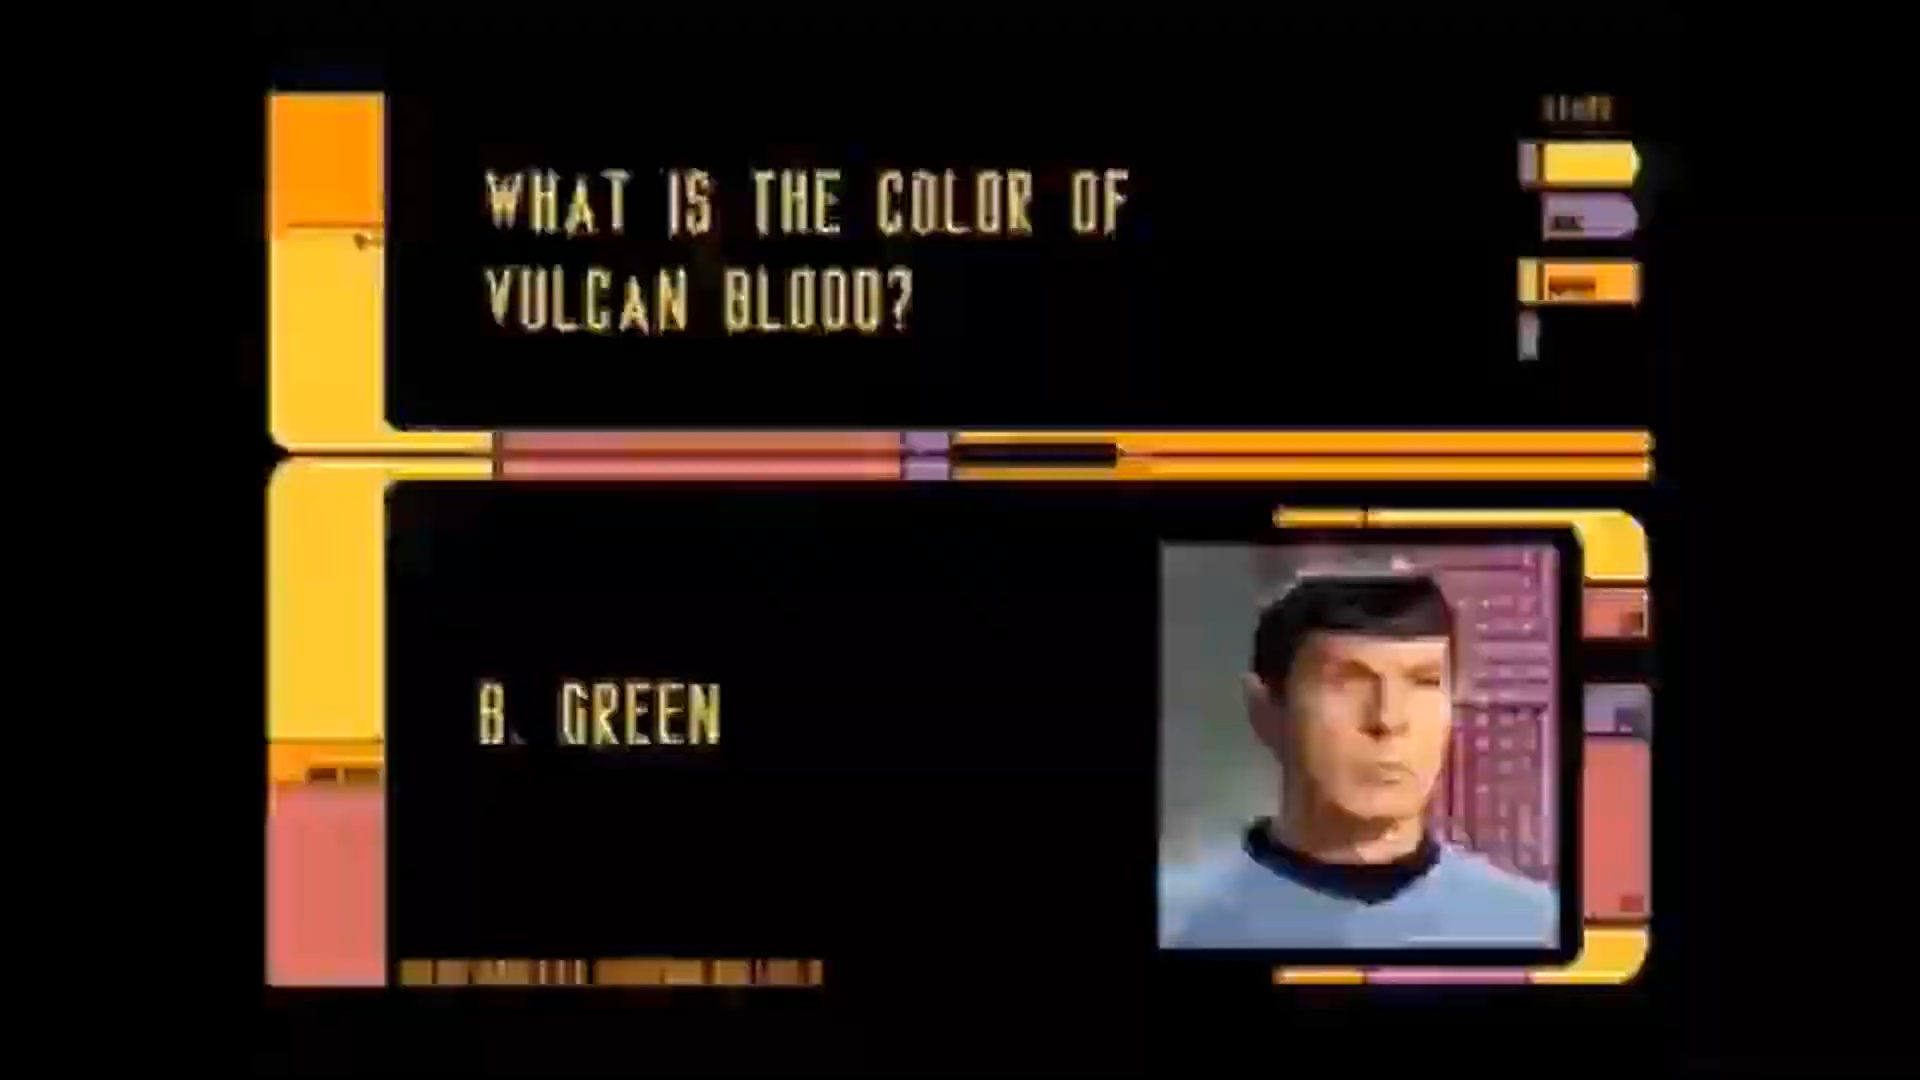 WHAT IS THE COLOR OF
VULCAN BLOOD?
B. GREEN